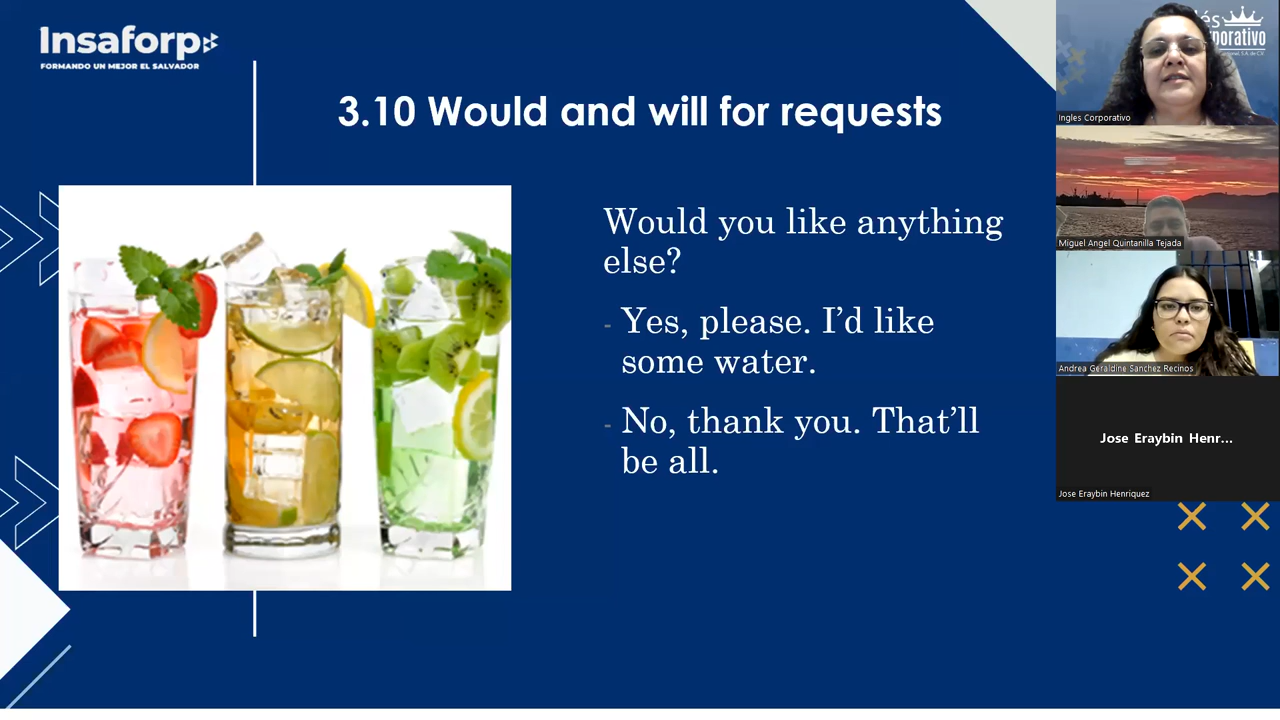 Insaforp
FORMANDO UN MEJOR EL SALVADOR
3.10 Would and will for requests
Would you like anything
else?
- Yes, please. I’d like
some water.
- No, thank you. That’ll
be all.
Ingles Corporativo
Miguel Angel Quintanilla Tejada
Andrea Geraldine Sanchez Recinos
Jose Eraybin Henr...
Jose Eraybin Henriquez